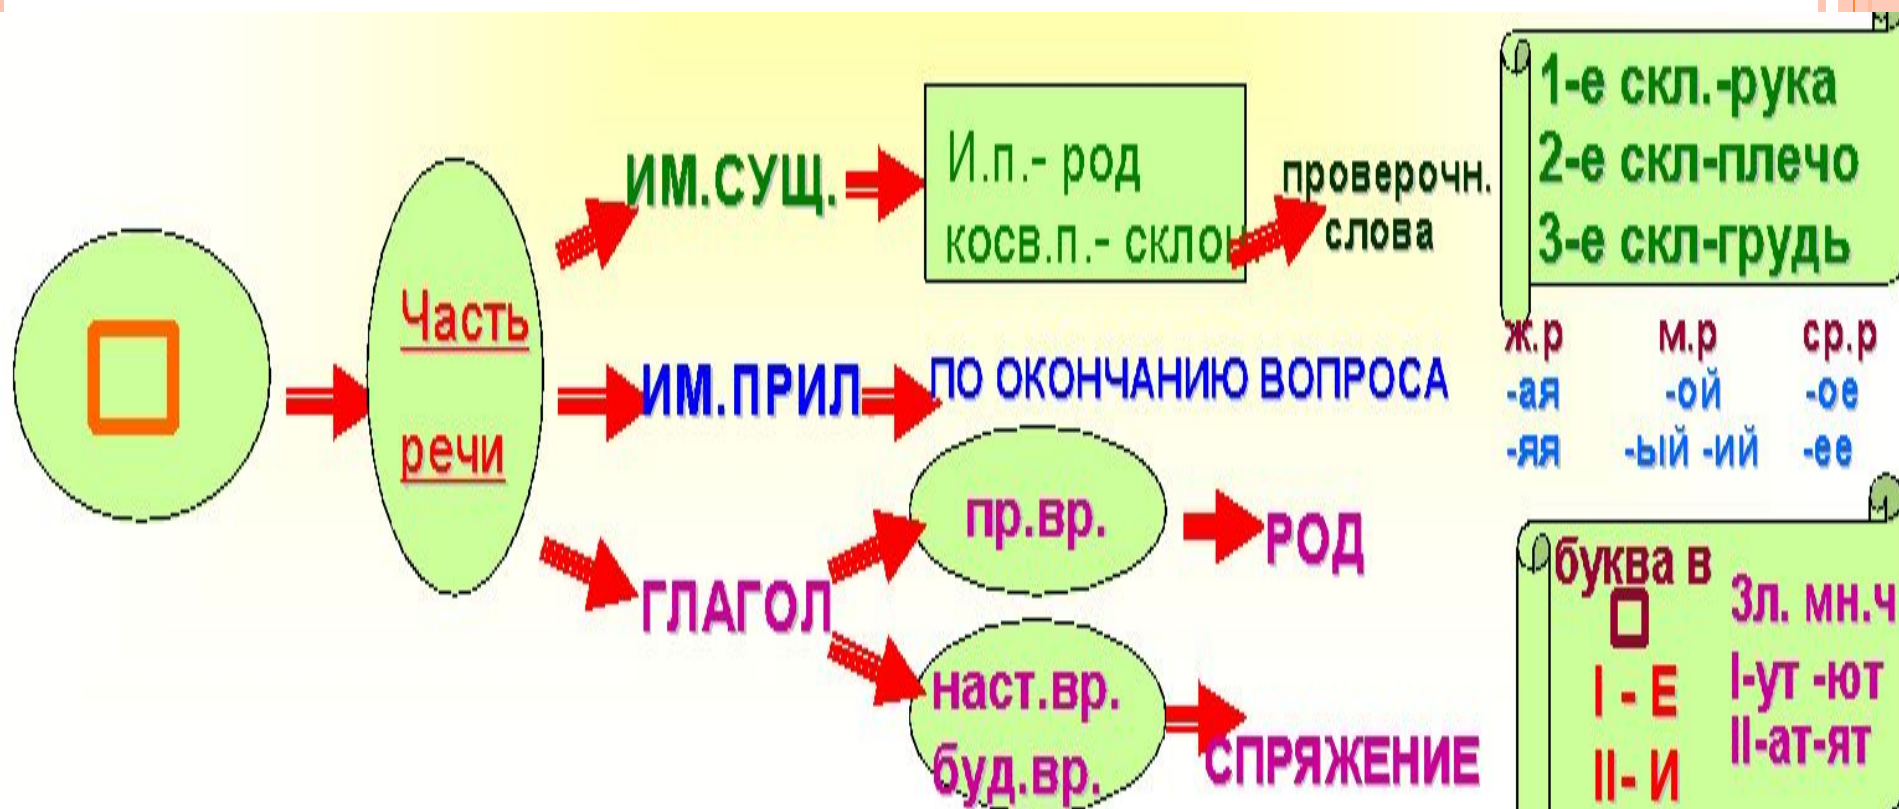 Часть
речи
ИМ.СУЩ.
И.п.- род
косв.п.- склон
проверочн.
слова
1-е скл.-рука
2-е скл-плечо
3-е скл-грудь
ИМ.ПРИЛ
ПО ОКОНЧАНИЮ ВОПРОСА
ж.р м.р ср.р
-ая -ой -ое
-яя -ый -ий -ее
ГЛАГОЛ
пр.вр.
РОД
наст.вр.
буд.вр.
СПРЯЖЕНИЕ
буква в
I - Е
II- И
3л. мн.ч
I-ут -ют
II-ат-ят